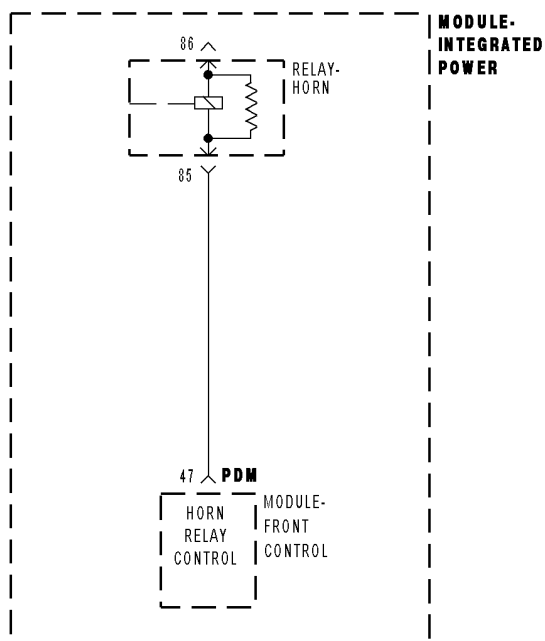 MODULE-
INTEGRATED
POWER
86
RELAY-
HORN
85
47 PDM
HORN
RELAY
CONTROL
MODULE-
FRONT
CONTROL